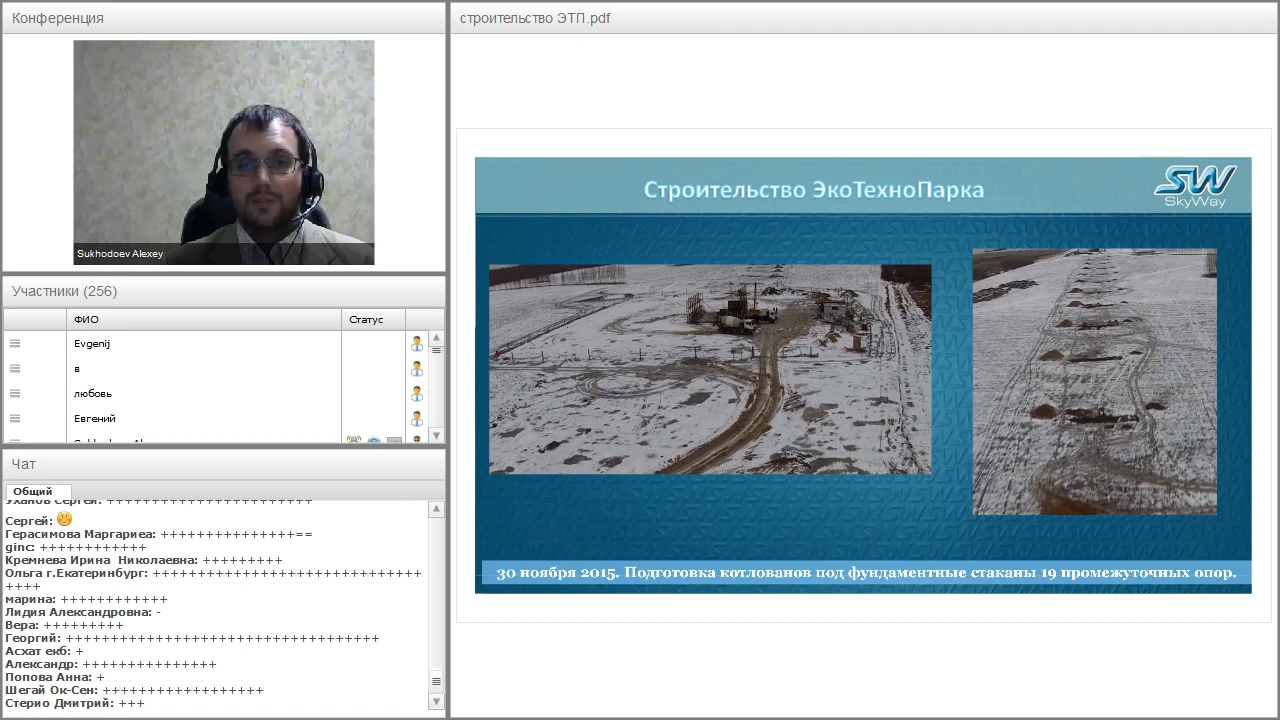 Конференция
Sukhodoev Alexey
Участники (256)
ФИО Статус
Evgenij
в
любовь
Евгений
Чат
Общий
Уханов Сергей: +++++++++++++++++++++++
Сергей:
Герасимова Маргариеа: +++++++++++++++==
ginc: ++++++++++++
Кремнева Ирина  Николаевна: +++++++++
Ольга г.Екатеринбург: ++++++++++++++++++++++++++++++
++++
марина: ++++++++++++
Лидия Александровна: -
Вера: +++++++++
Георгий: +++++++++++++++++++++++++++++++++++
Асхат екб: +
Александр: +++++++++++++++
Попова Анна: +
Шегай Ок-Сен: ++++++++++++++++++
Стерио Дмитрий: +++
строительство ЭТП.pdf
Строительство ЭкоТехноПарка
SW
SkyWay
30 ноября 2015. Подготовка котлованов под фундаментные стаканы 19 промежуточных опор.